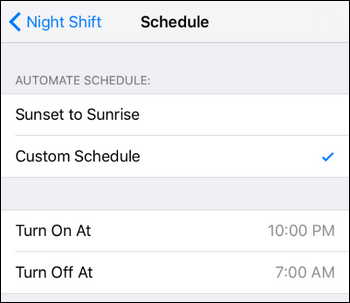 Night Shift Schedule
AUTOMATE SCHEDULE:
Sunset to Sunrise
Custom Schedule
Turn On At 10:00 PM
Turn Off At 7:00 AM